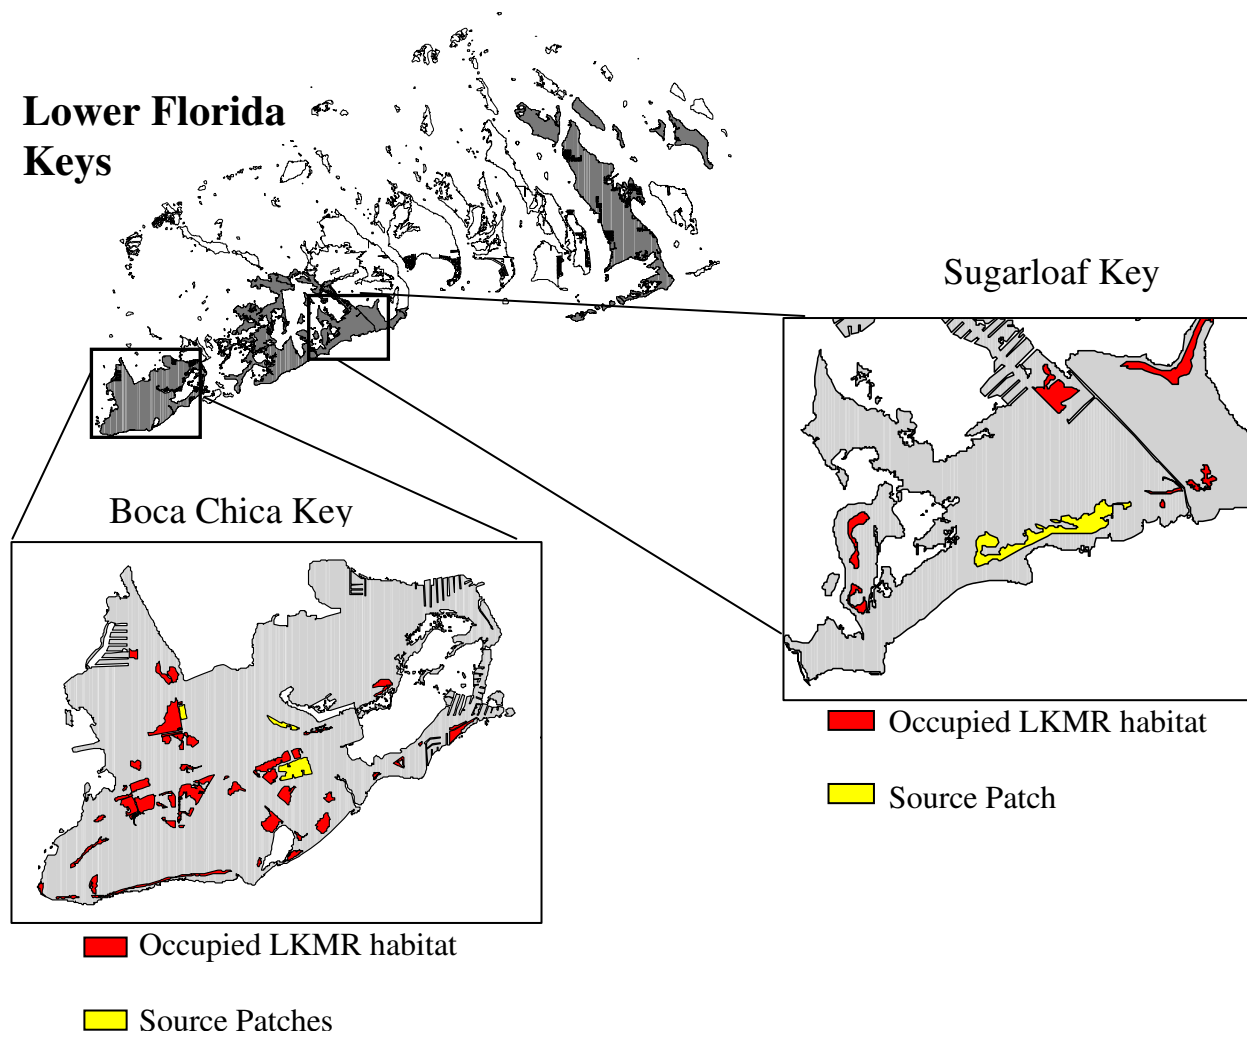 Lower Florida
Keys
Sugarloaf Key
Boca Chica Key
Occupied LKMR habitat
Source Patch
Occupied LKMR habitat
Source Patches